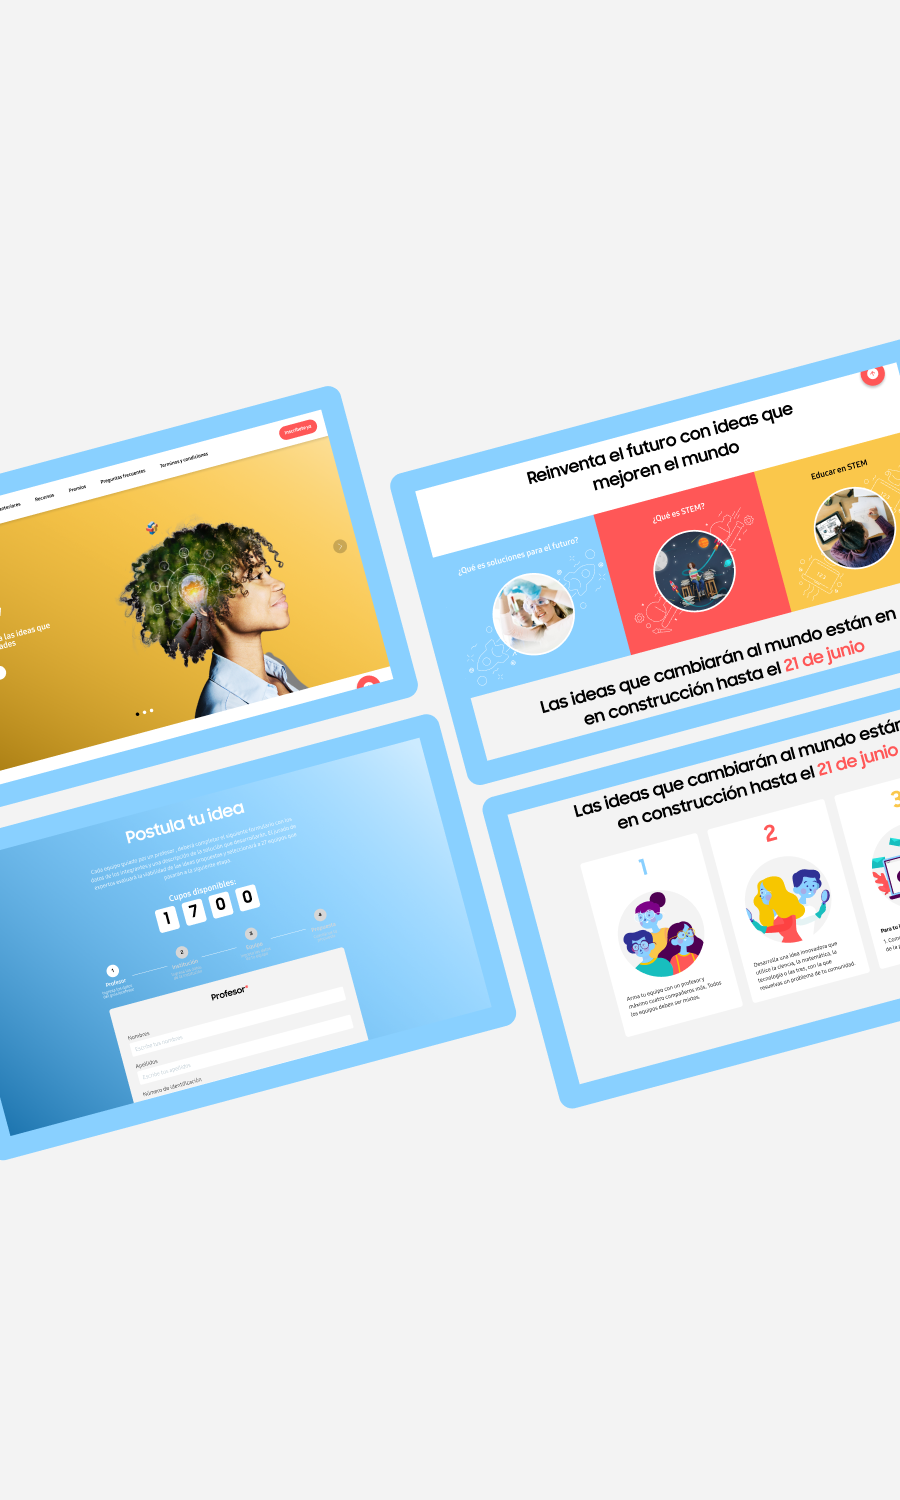 Recursos
Premios
Preguntas frecuentes
Terminos y condiciones
Inscríbete ya
a las ideas que
Reinventa el futuro con ideas que
mejoren el mundo
¿Qué es soluciones para el futuro?
¿Qué es STEM?
Educar en STEM
Las ideas que cambiarán al mundo están en
en construcción hasta el 21 de junio
Postula tu idea
Cupos disponibles:
1 7 0 0
1
2
3
4
Profesor
Institución
Equipo
Propuesta
Profesor*
Nombres
Escribe tus nombres
Apellidos
Escribe tus apellidos
Número de identificación
Las ideas que cambiarán al mundo están
en construcción hasta el 21 de junio
1
Arma tu equipo con un profesor y
máximo cuatro compañeros más. Todos
los equipos deben ser mixtos.
2
Desarrolla una idea innovadora que
utilice la ciencia, la matemática, la
tecnología o las tres, con la que
resuelvas un problema de tu comunidad.
3
Para tu
1. Com
de la